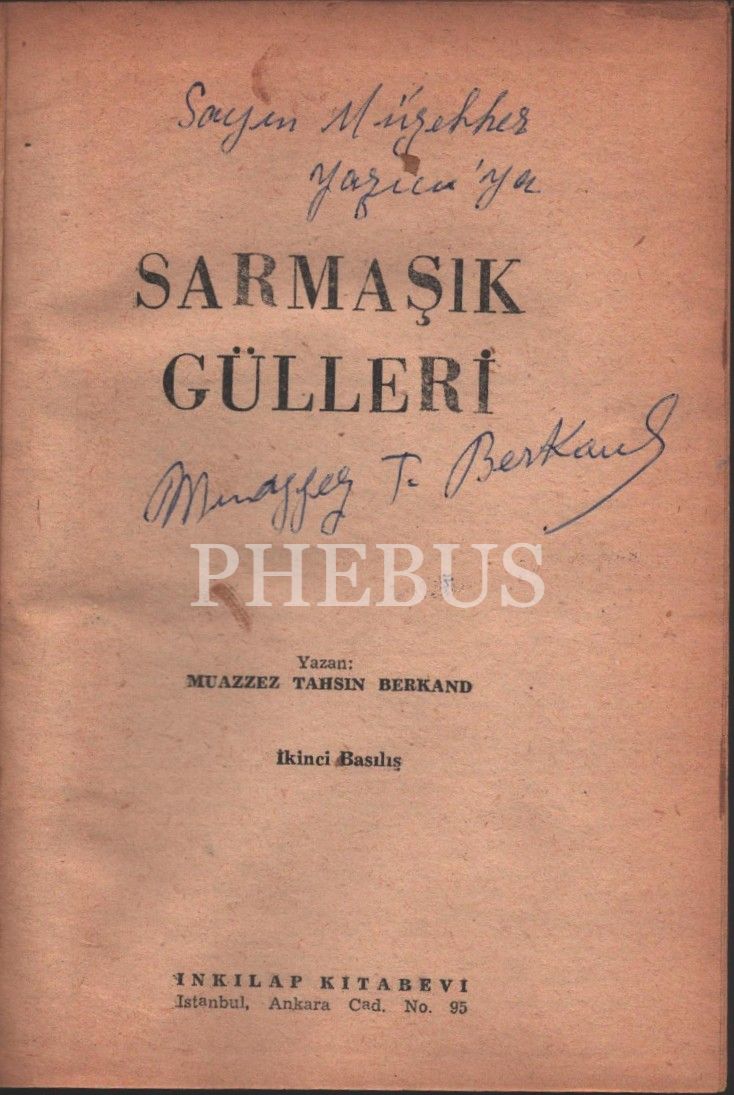 Sayın Müzehher
Yazıcı'ya
SARMAŞIK
GÜLLERİ
Muazzez T. Berkand
PHEBUS
Yazan:
MUAZZEZ TAHSIN BERKAND
İkinci Basılış
INKILAP KITABEVI
Istanbul, Ankara Cad. No. 95